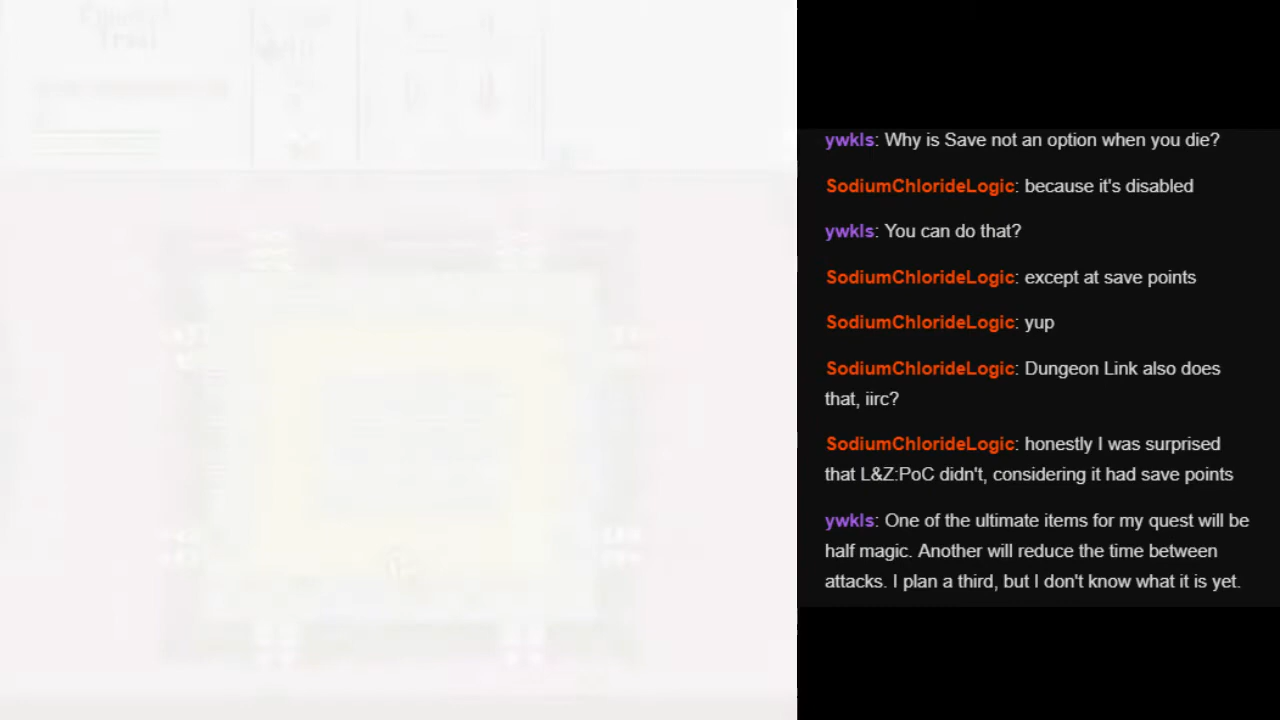 ywkls: Why is Save not an option when you die?
SodiumChlorideLogic: because it's disabled
ywkls: You can do that?
SodiumChlorideLogic: except at save points
SodiumChlorideLogic: yup
SodiumChlorideLogic: Dungeon Link also does
that, iirc?
SodiumChlorideLogic: honestly I was surprised
that L&Z:PoC didn't, considering it had save points
ywkls: One of the ultimate items for my quest will be
half magic. Another will reduce the time between
attacks. I plan a third, but I don't know what it is yet.